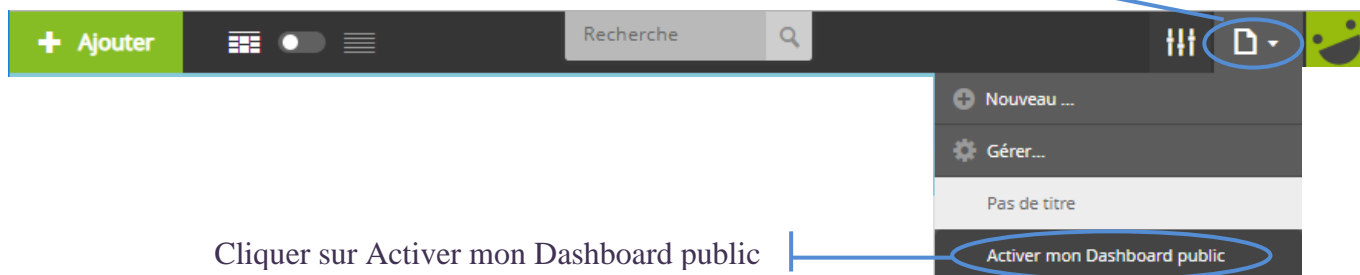 Ajouter
Recherche
Nouveau ...
Gérer...
Pas de titre
Cliquer sur Activer mon Dashboard public
Activer mon Dashboard public